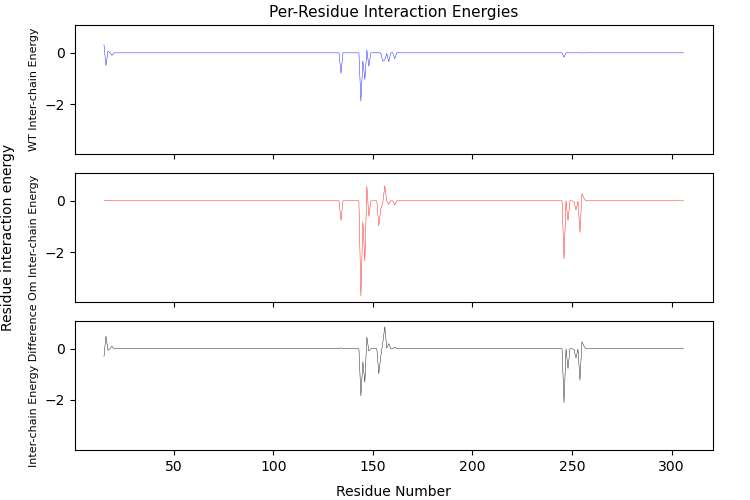 Per-Residue Interaction Energies
Residue interaction energy
WT Inter-chain Energy
0
−2
Om Inter-chain Energy
0
−2
Inter-chain Energy Difference
0
−2
50
100
150
200
250
300
Residue Number